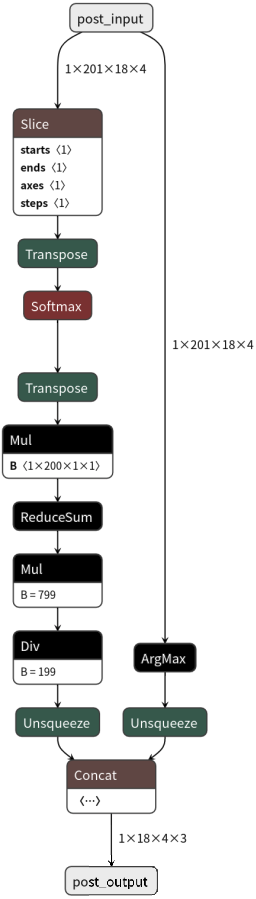 post_input
1×201×18×4
Slice
starts〈1〉
ends〈1〉
axes〈1〉
steps〈1〉
Transpose
Softmax
1×201×18×4
Transpose
Mul
B〈1×200×1×1〉
ReduceSum
Mul
B = 799
Div
B = 199
ArgMax
Unsqueeze
Unsqueeze
Concat
〈…〉
1×18×4×3
post_output